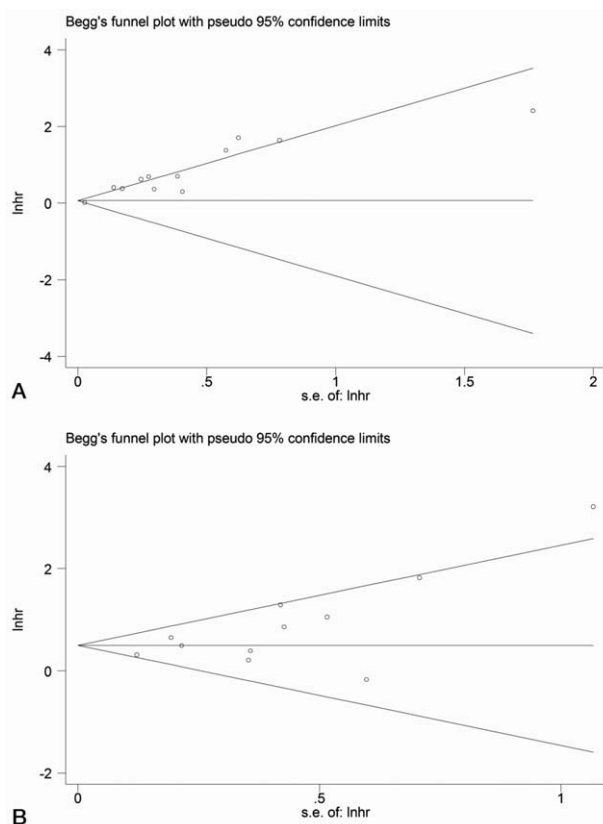 Begg's funnel plot with pseudo 95% confidence limits
4
2
0
-2
-4
lnhr
0
.5
1
1.5
2
s.e. of: lnhr
A
Begg's funnel plot with pseudo 95% confidence limits
4
2
0
-2
lnhr
0
.5
1
s.e. of: lnhr
B